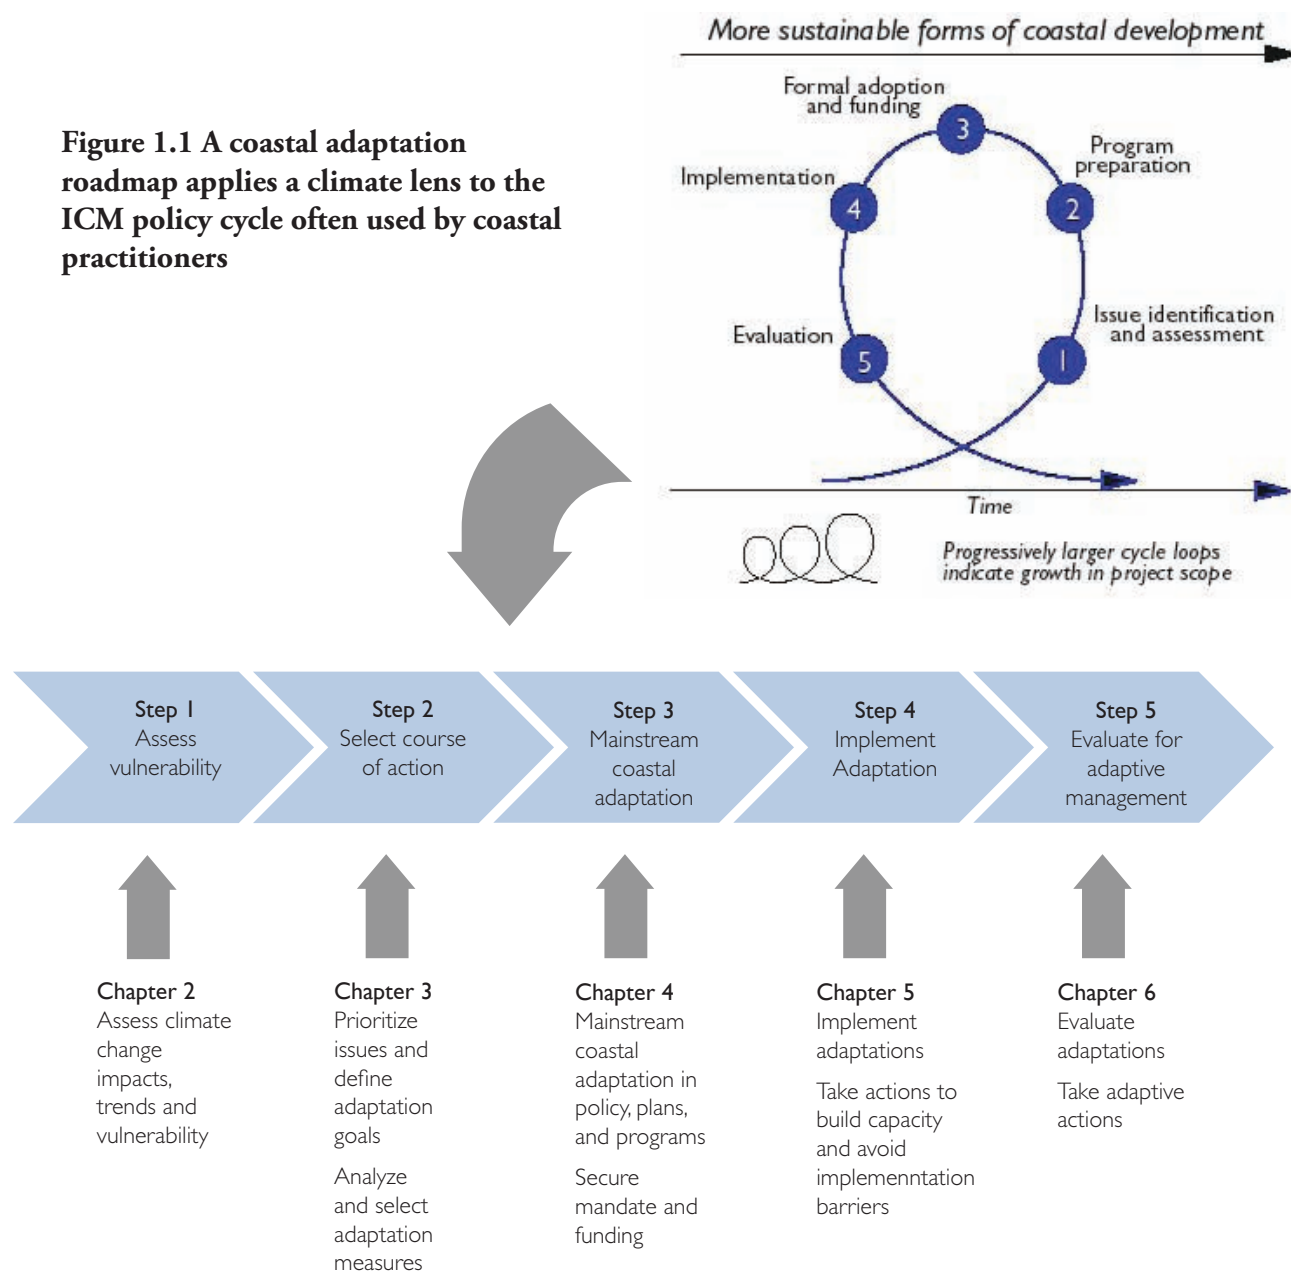 Figure 1.1 A coastal adaptation
roadmap applies a climate lens to the
ICM policy cycle often used by coastal
practitioners
More sustainable forms of coastal development
Formal adoption
and funding
3
Program
preparation
2
Implementation
4
Issue identification
and assessment
1
Evaluation
5
Time
Progressively larger cycle loops
indicate growth in project scope
Step 1
Assess
vulnerability
Step 2
Select course
of action
Step 3
Mainstream
coastal
adaptation
Step 4
Implement
Adaptation
Step 5
Evaluate for
adaptive
management
Chapter 2
Assess climate
change
impacts,
trends and
vulnerability
Chapter 3
Prioritize
issues and
define
adaptation
goals
Analyze
and select
adaptation
measures
Chapter 4
Mainstream
coastal
adaptation in
policy, plans,
and programs
Secure
mandate and
funding
Chapter 5
Implement
adaptations
Take actions to
build capacity
and avoid
implemenntation
barriers
Chapter 6
Evaluate
adaptations
Take adaptive
actions